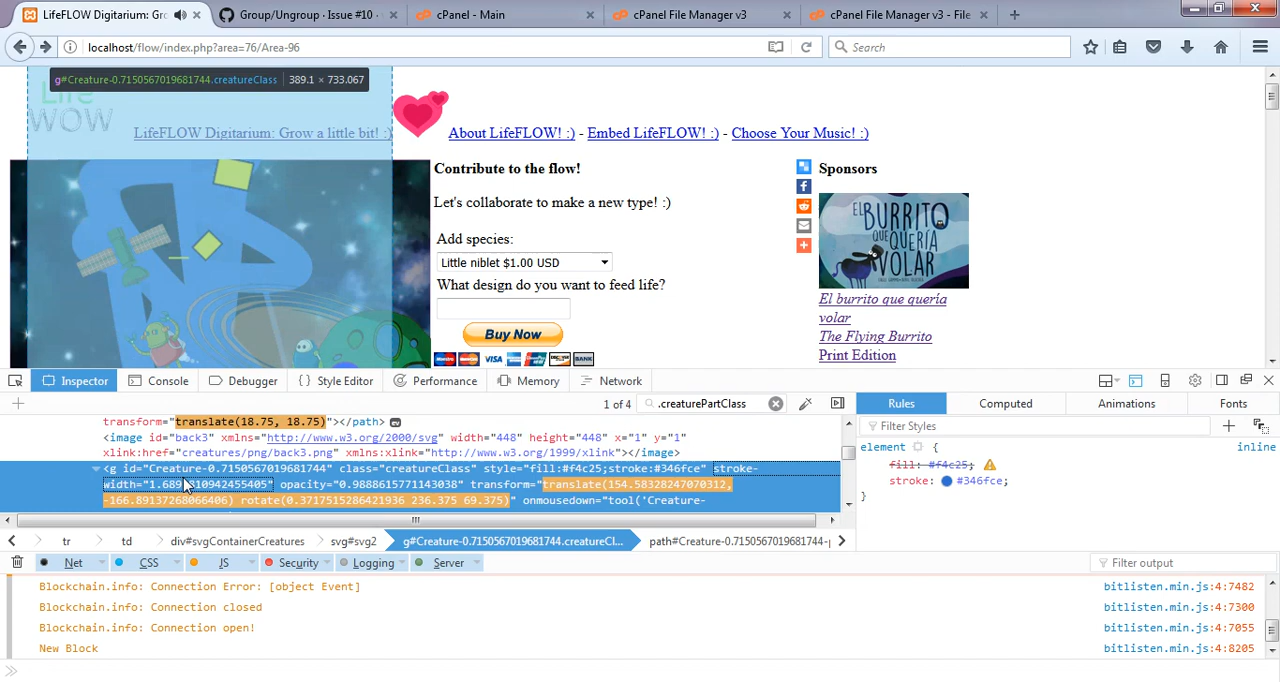 LifeFLOW Digitarium: Gro
Group/Ungroup · Issue #10 ·
cPanel - Main
cPanel File Manager v3
cPanel File Manager v3 - File
localhost/flow/index.php?area=76/Area-96
Search
g#Creature-0.7150567019681744.creatureClass | 389.1 × 733.067
Life
WOW
LifeFLOW Digitarium: Grow a little bit! :)
About LifeFLOW! :) - Embed LifeFLOW! :) - Choose Your Music! :)
Contribute to the flow!
Let's collaborate to make a new type! :)
Add species:
Little niblet $1.00 USD
What design do you want to feed life?
Buy Now
VISA
BANK
Sponsors
EL BURRITO
QUE QUERÍA
VOLAR
El burrito que quería
volar
The Flying Burrito
Print Edition
Inspector
Console
Debugger
Style Editor
Performance
Memory
Network
1 of 4
.creaturePartClass
Rules
Computed
Animations
Fonts
Filter Styles
transform="translate(18.75, 18.75)"></path> ev
<image id="back3" xmlns="http://www.w3.org/2000/svg" width="448" height="448" x="1" y="1"
xlink:href="creatures/png/back3.png" xmlns:xlink="http://www.w3.org/1999/xlink"></image>
<g id="Creature-0.7150567019681744" class="creatureClass" style="fill:#f4c25;stroke:#346fce" stroke-
opacity="0.9888615771143038" transform="translate(154.58328247070312,
-166.89137268066406) rotate(0.3717515286421936 236.375 69.375)" onmousedown="tool('Creature-
element {
inline
fill: #f4c25;
stroke: #346fce;
}
tr
td
div#svgContainerCreatures
svg#svg2
g#Creature-0.7150567019681744.creatureCl...
path#Creature-0.7150567019681744-
Net
CSS
JS
Security
Logging
Server
Filter output
Blockchain.info: Connection Error: [object Event]
bitlisten.min.js:4:7482
Blockchain.info: Connection closed
bitlisten.min.js:4:7300
Blockchain.info: Connection open!
bitlisten.min.js:4:7055
New Block
bitlisten.min.js:4:8205